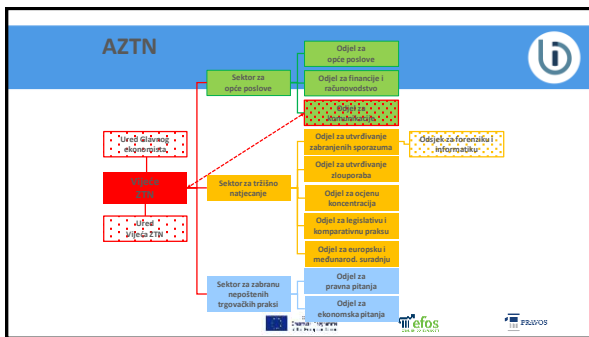 AZTN
Odjel za
opće poslove
Sektor za
opće poslove
Odjel za financije i
računovodstvo
Odjel za
komunikaciju
Ured Glavnog
ekonomista
Odjel za utvrđivanje
zabranjenih sporazuma
Odsjek za forenziku i
informatiku
Odjel za utvrđivanje
zlouporaba
Vijeće
ZTN
Sektor za tržišno
natjecanje
Odjel za ocjenu
koncentracija
Ured
Vijeća ZTN
Odjel za legislativu i
komparativnu praksu
Odjel za europsku i
međunarod. suradnju
Sektor za zabranu
nepoštenih
trgovačkih praksi
Odjel za
pravna pitanja
Odjel za
ekonomska pitanja
efos
PRAVOS